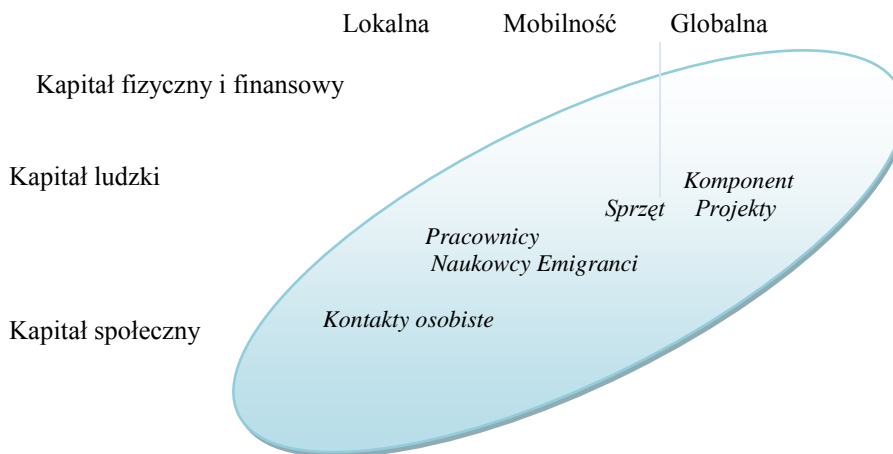 Lokalna Mobilność Globalna
Kapitał fizyczny i finansowy
Kapitał ludzki
Komponent
Sprzęt Projekty
Pracownicy
Naukowcy Emigranci
Kapitał społeczny
Kontakty osobiste